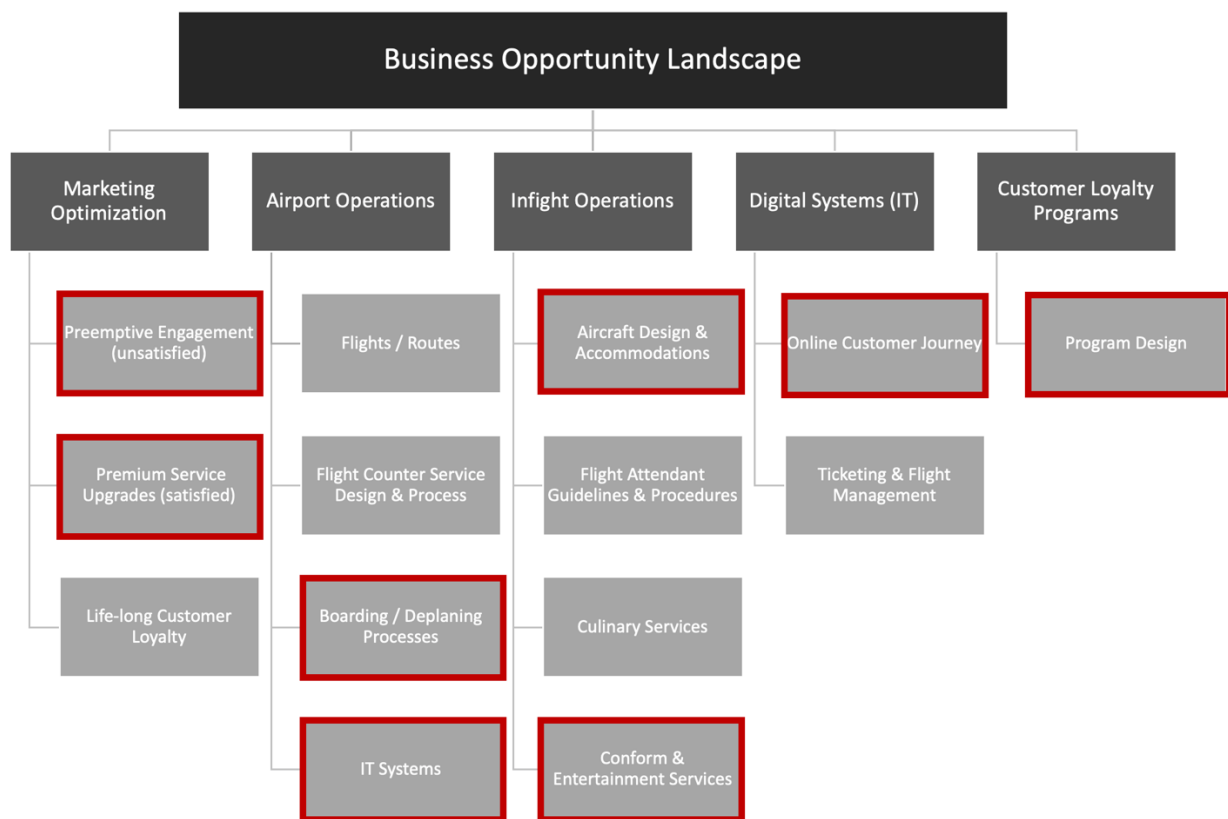 Business Opportunity Landscape
Marketing
Optimization
Airport Operations
Infight Operations
Digital Systems (IT)
Customer Loyalty
Programs
Preemptive Engagement
(unsatisfied)
Flights / Routes
Aircraft Design &
Accommodations
Online Customer Journey
Program Design
Premium Service
Upgrades (satisfied)
Flight Counter Service
Design & Process
Flight Attendant
Guidelines & Procedures
Ticketing & Flight
Management
Life-long Customer
Loyalty
Boarding / Deplaning
Processes
Culinary Services
IT Systems
Conform &
Entertainment Services